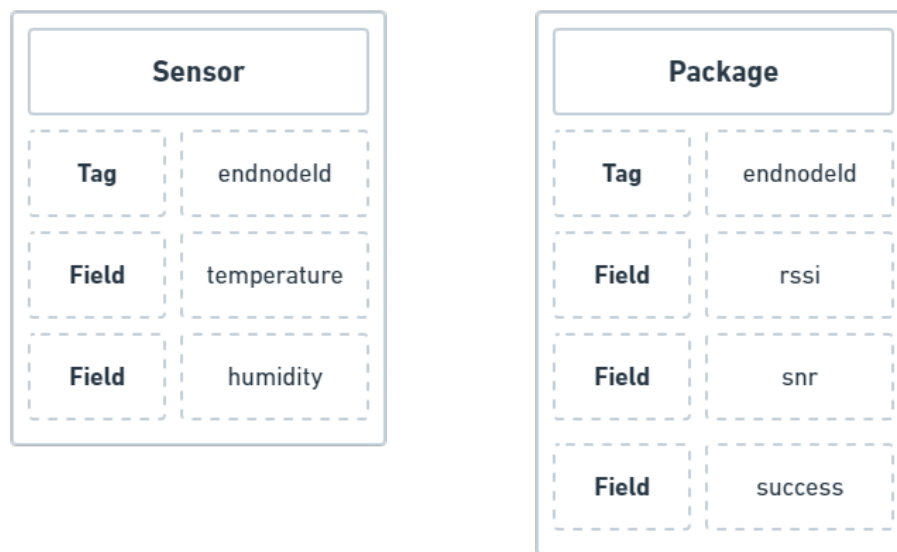 Sensor
Tag endnodeId
Field temperature
Field humidity
Package
Tag endnodeId
Field rssi
Field snr
Field success